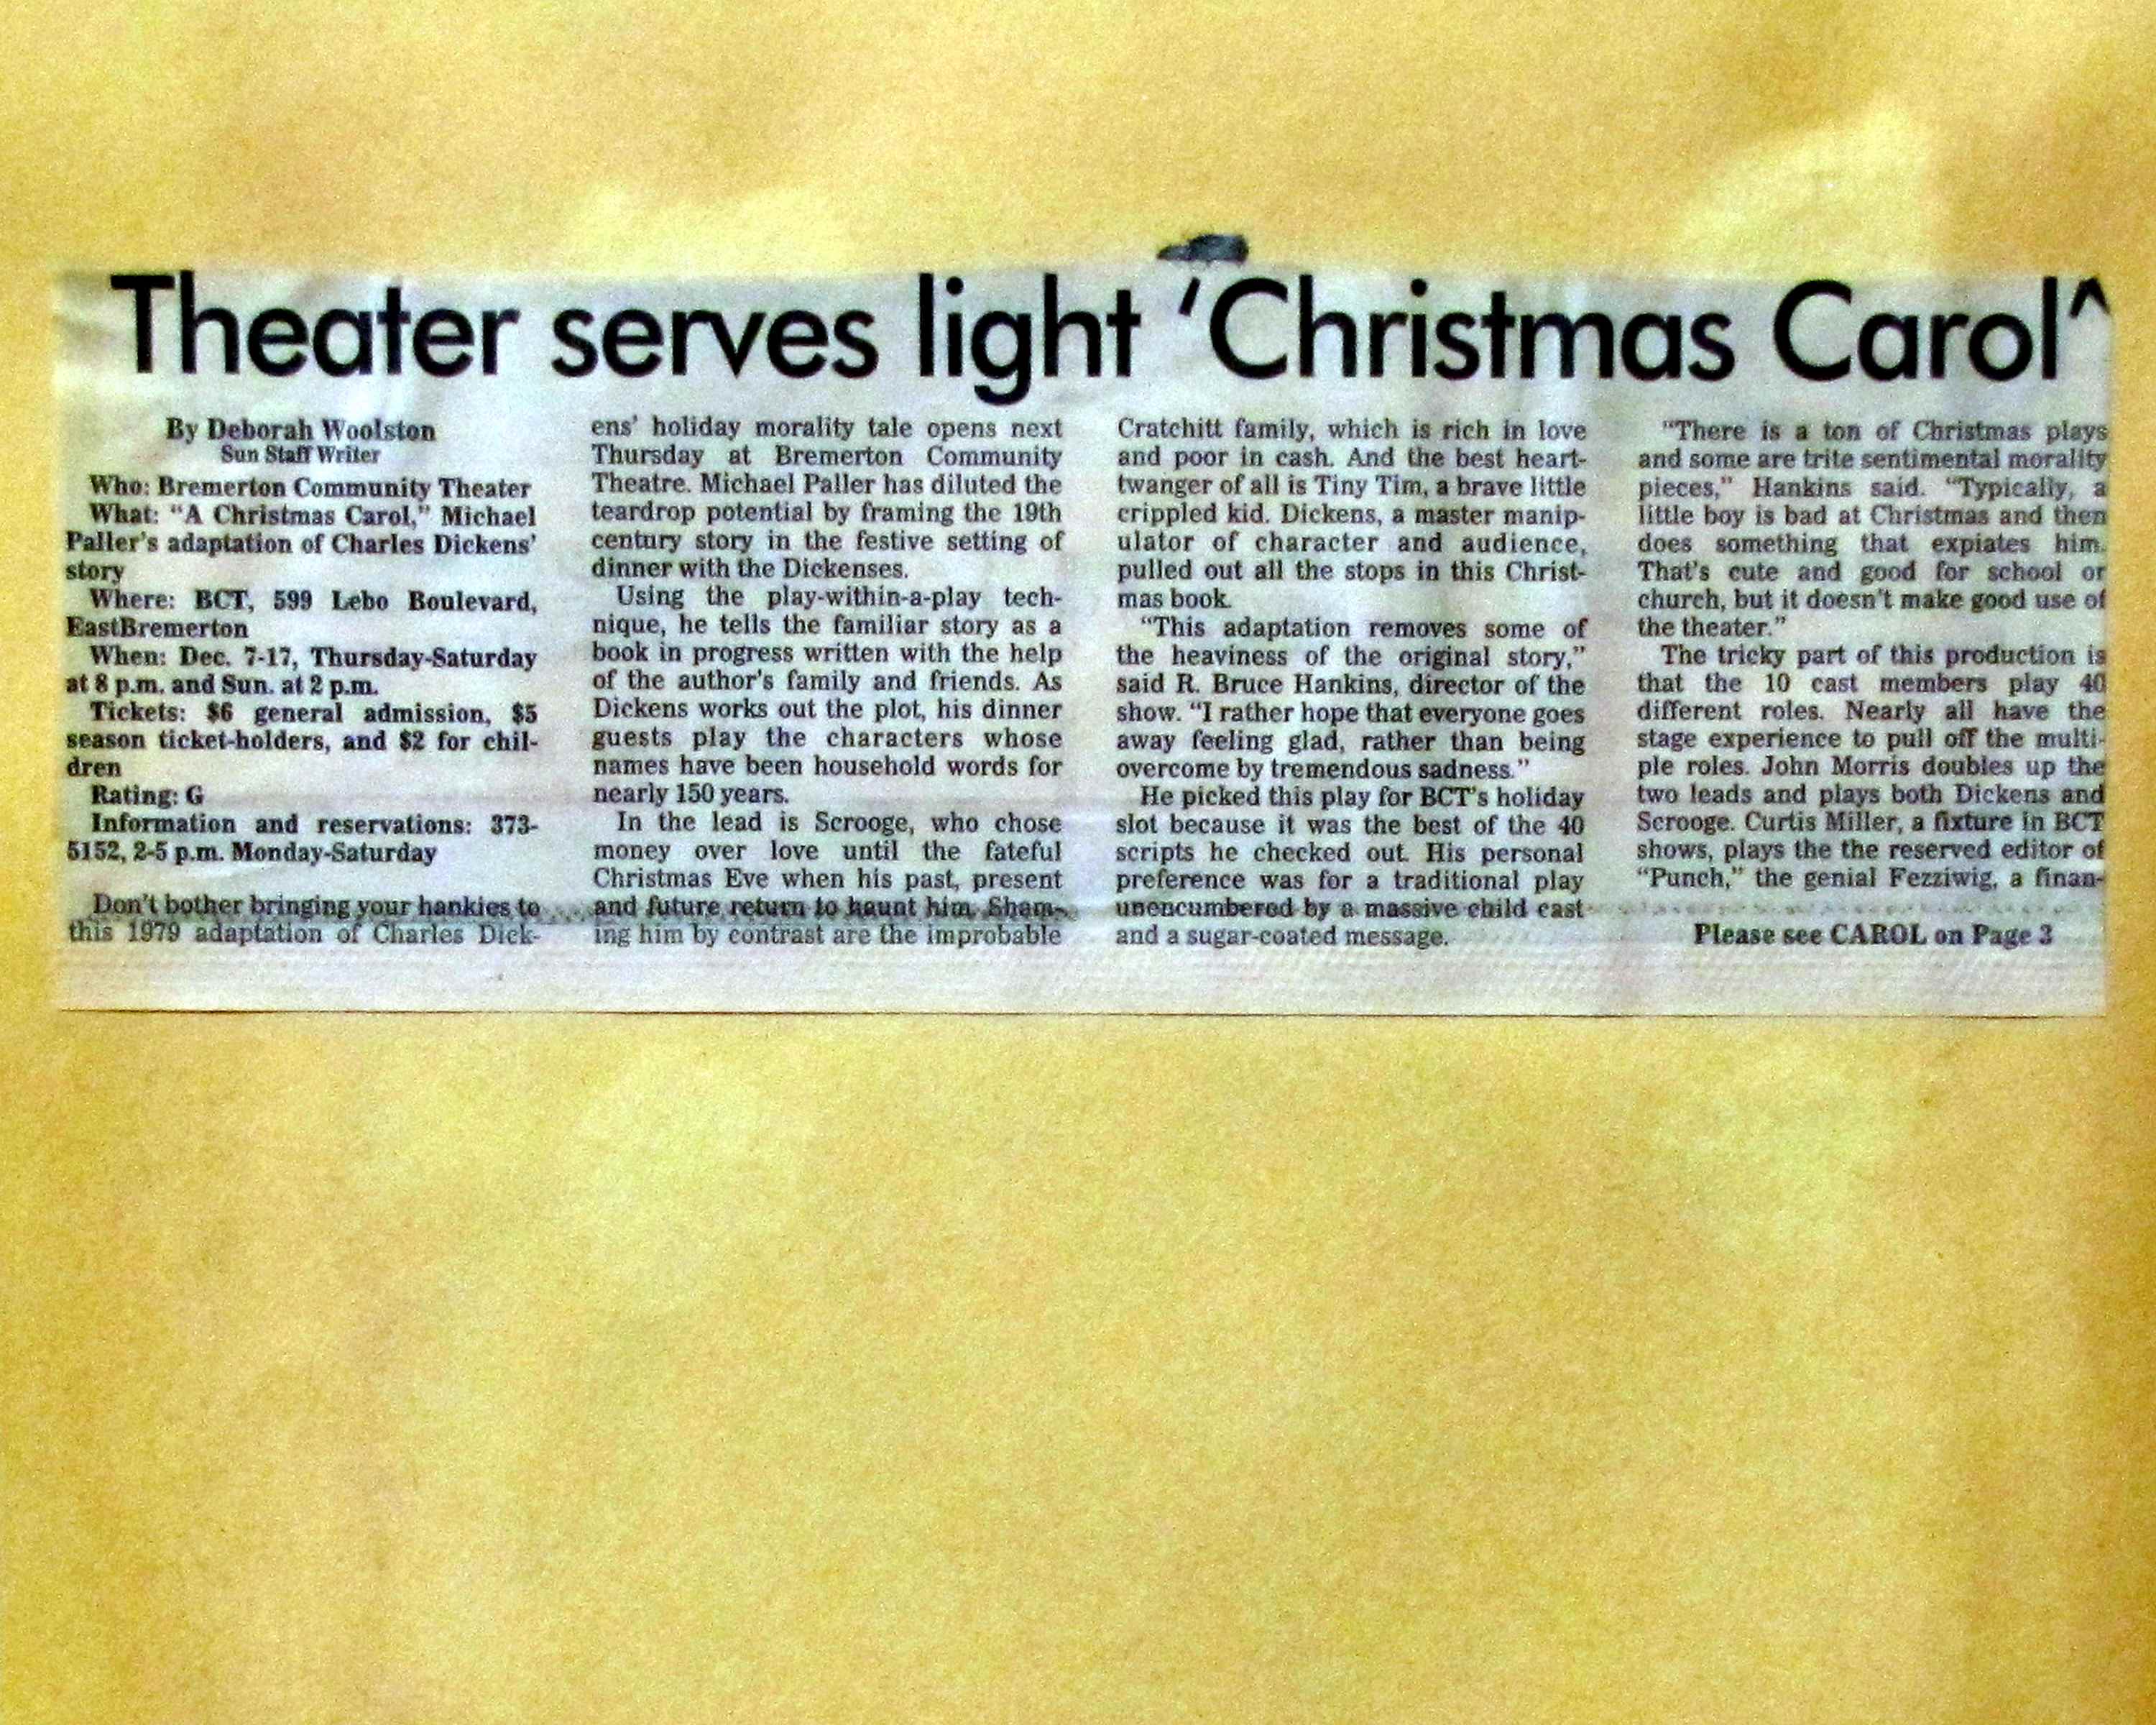 Theater serves light 'Christmas Carol'
By Deborah Woolston
Sun Staff Writer
Who: Bremerton Community Theater
What: "A Christmas Carol," Michael
Paller's adaptation of Charles Dickens'
story
Where: BCT, 599 Lebo Boulevard,
EastBremerton
When: Dec. 7-17, Thursday-Saturday
at 8 p.m. and Sun. at 2 p.m.
Tickets: $6 general admission, $5
season ticket-holders, and $2 for chil-
dren
Rating: G
Information and reservations: 373-
5152, 2-5 p.m. Monday-Saturday
Don't bother bringing your hankies to
this 1979 adaptation of Charles Dick-
ens' holiday morality tale opens next
Thursday at Bremerton Community
Theatre. Michael Paller has diluted the
teardrop potential by framing the 19th
century story in the festive setting of
dinner with the Dickenses.
Using the play-within-a-play tech-
nique, he tells the familiar story as a
book in progress written with the help
of the author's family and friends. As
Dickens works out the plot, his dinner
guests play the characters whose
names have been household words for
nearly 150 years.
In the lead is Scrooge, who chose
money over love until the fateful
Christmas Eve when his past, present
and future return to haunt him. Sham-
ing him by contrast are the improbable
Cratchitt family, which is rich in love
and poor in cash. And the best heart-
twanger of all is Tiny Tim, a brave little
crippled kid. Dickens, a master manip-
ulator of character and audience,
pulled out all the stops in this Christ-
mas book.
"This adaptation removes some of
the heaviness of the original story,"
said R. Bruce Hankins, director of the
show. "I rather hope that everyone goes
away feeling glad, rather than being
overcome by tremendous sadness."
He picked this play for BCT's holiday
slot because it was the best of the 40
scripts he checked out. His personal
preference was for a traditional play
unencumbered by a massive child cast
and a sugar-coated message.
"There is a ton of Christmas plays
and some are trite sentimental morality
pieces," Hankins said. "Typically, a
little boy is bad at Christmas and then
does something that expiates him.
That's cute and good for school or
church, but it doesn't make good use of
the theater."
The tricky part of this production is
that the 10 cast members play 40
different roles. Nearly all have the
stage experience to pull off the multi-
ple roles. John Morris doubles up the
two leads and plays both Dickens and
Scrooge. Curtis Miller, a fixture in BCT
shows, plays the the reserved editor of
"Punch," the genial Fezziwig, a finan-
Please see CAROL on Page 3